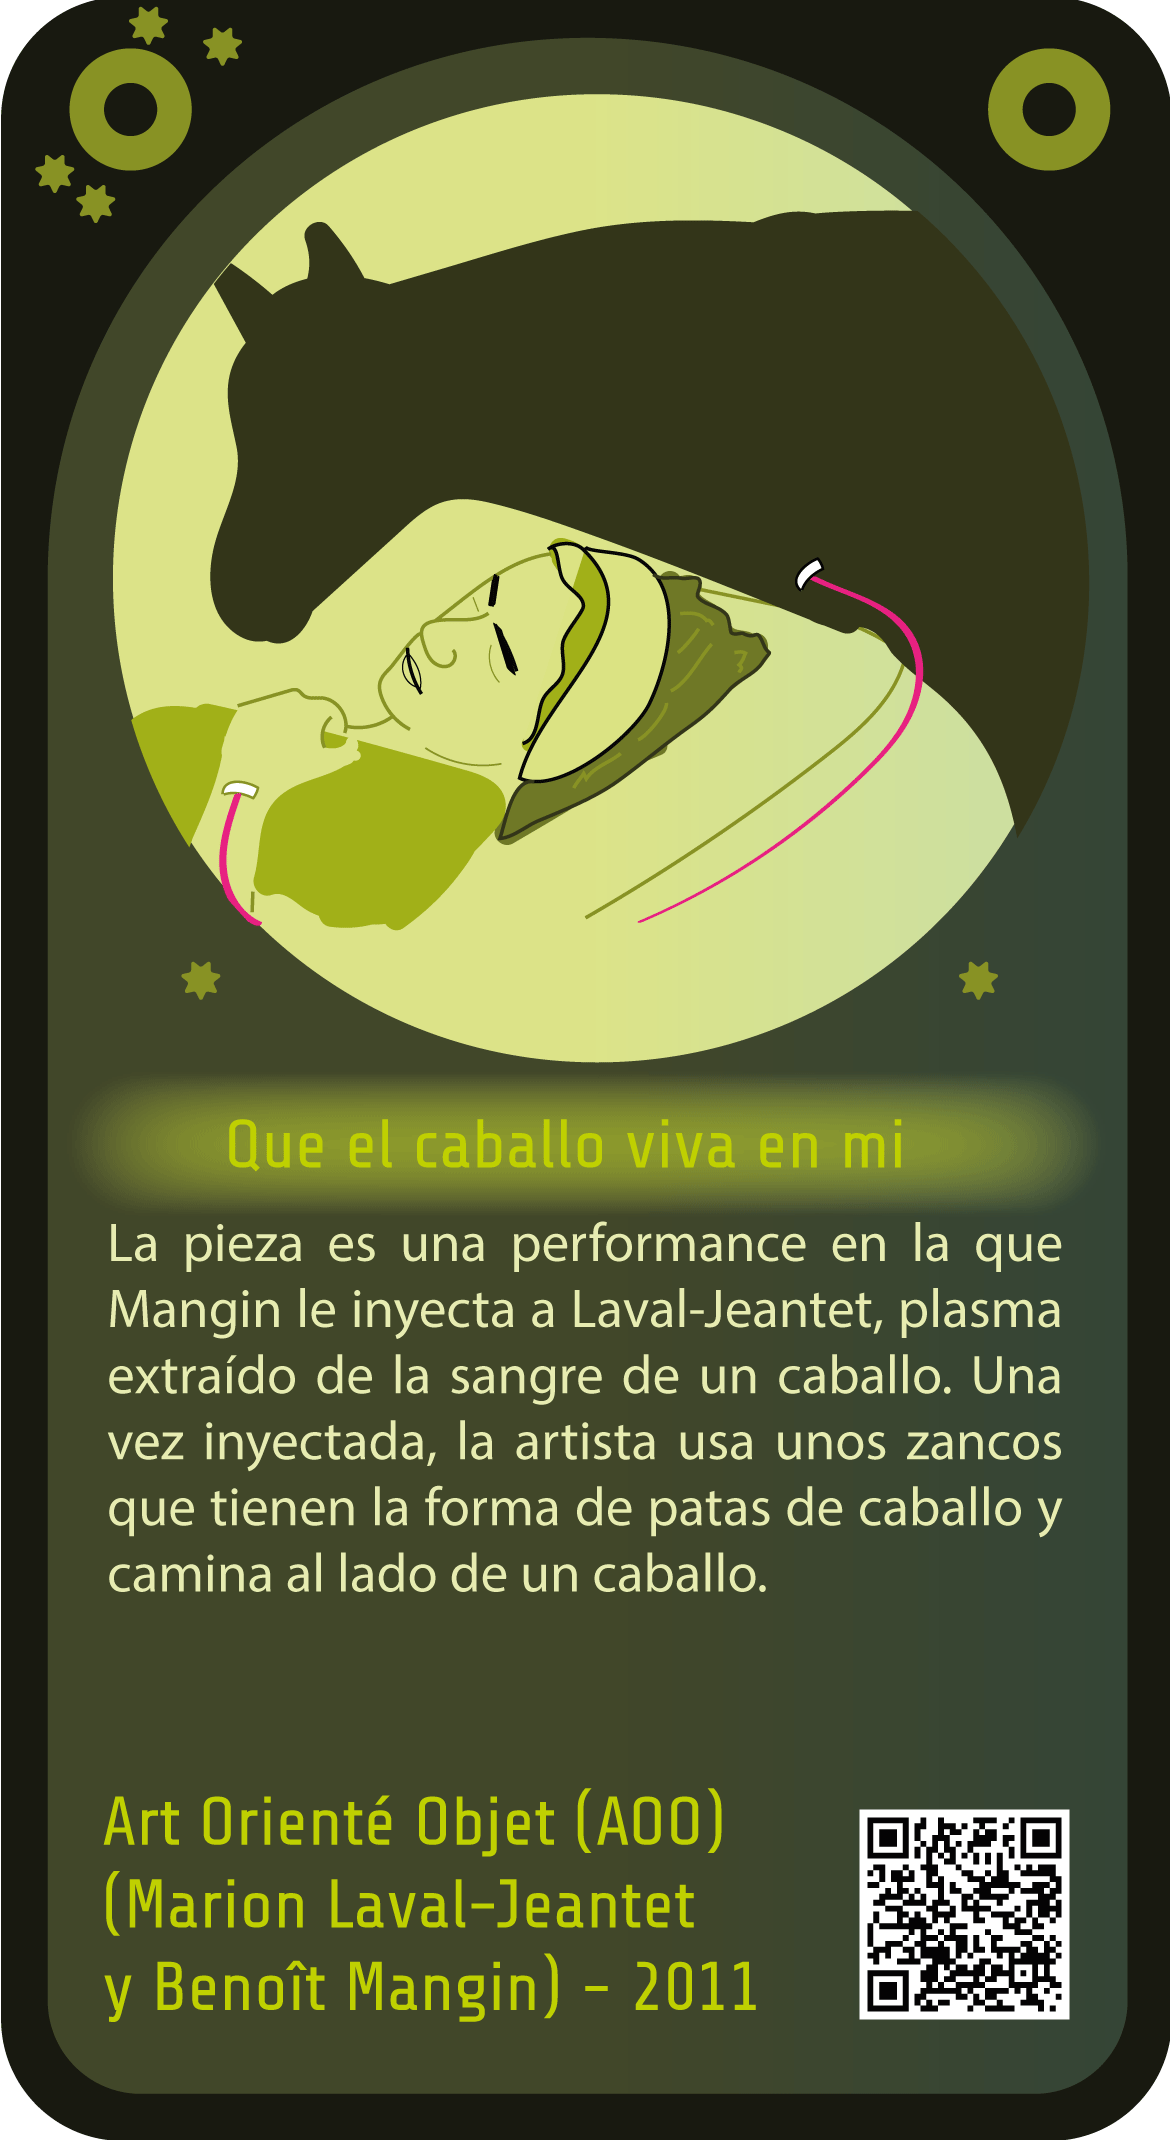 Que el caballo viva en mi
La pieza es una performance en la que
Mangin le inyecta a Laval-Jeantet, plasma
extraído de la sangre de un caballo. Una
vez inyectada, la artista usa unos zancos
que tienen la forma de patas de caballo y
camina al lado de un caballo.
Art Orienté Objet (AOO)
(Marion Laval-Jeantet
y Benoît Mangin) - 2011